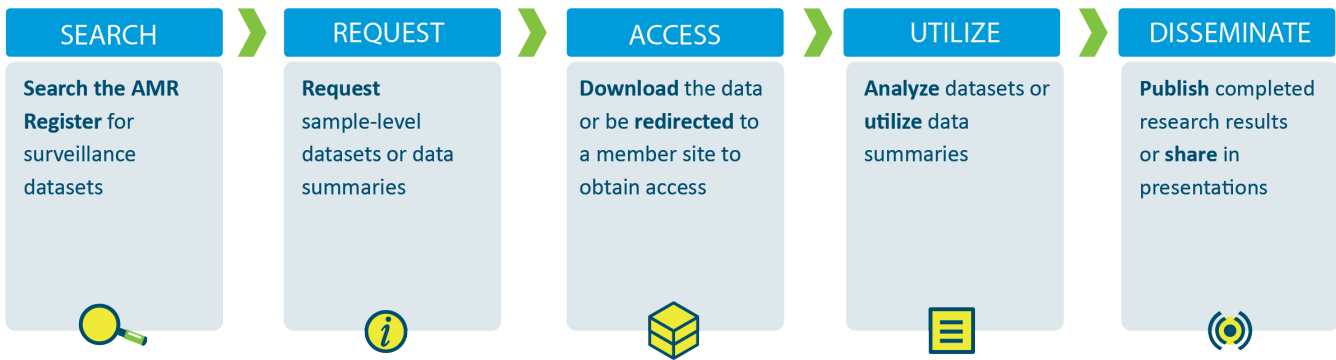 SEARCH
Search the AMR
Register for
surveillance
datasets
REQUEST
Request
sample-level
datasets or data
summaries
ACCESS
Download the data
or be redirected to
a member site to
obtain access
UTILIZE
Analyze datasets or
utilize data
summaries
DISSEMINATE
Publish completed
research results
or share in
presentations
i